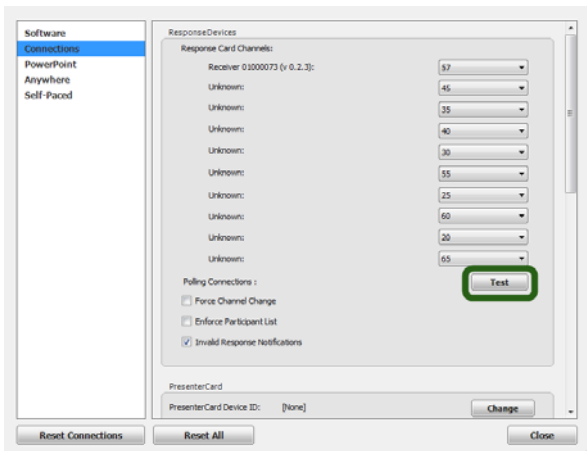 Software
Connections
PowerPoint
Anywhere
Self-Paced
ResponseDevices
Response Card Channels:
Receiver 01000073 (v 0.2.3): 57
Unknown: 45
Unknown: 35
Unknown: 40
Unknown: 30
Unknown: 55
Unknown: 25
Unknown: 60
Unknown: 20
Unknown: 65
Polling Connections : Test
Force Channel Change
Enforce Participant List
Invalid Response Notifications
PresenterCard
PresenterCard Device ID: [None] Change
Reset Connections Reset All Close